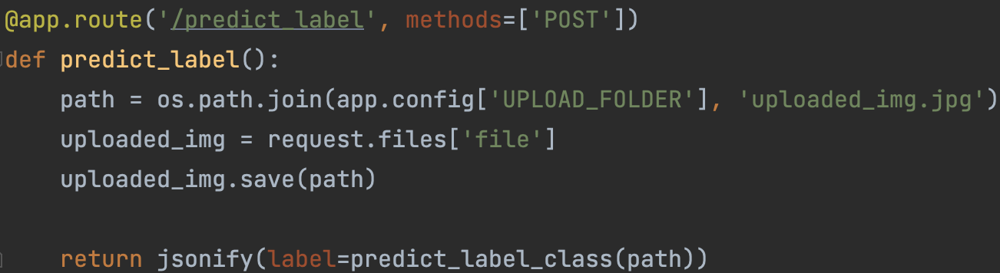 @app.route('/predict_label', methods=['POST'])
def predict_label():
    path = os.path.join(app.config['UPLOAD_FOLDER'], 'uploaded_img.jpg')
    uploaded_img = request.files['file']
    uploaded_img.save(path)

    return jsonify(label=predict_label_class(path))